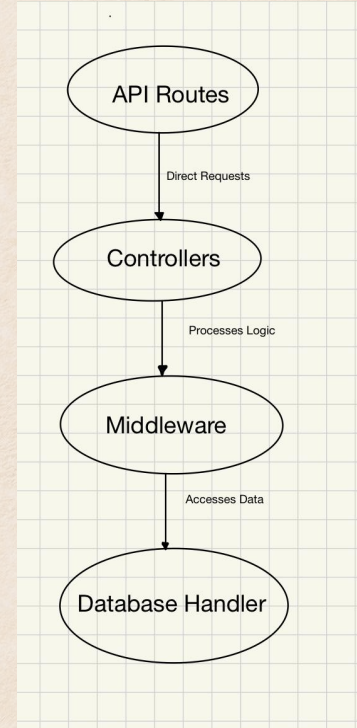 API Routes
Direct Requests
Controllers
Processes Logic
Middleware
Accesses Data
Database Handler